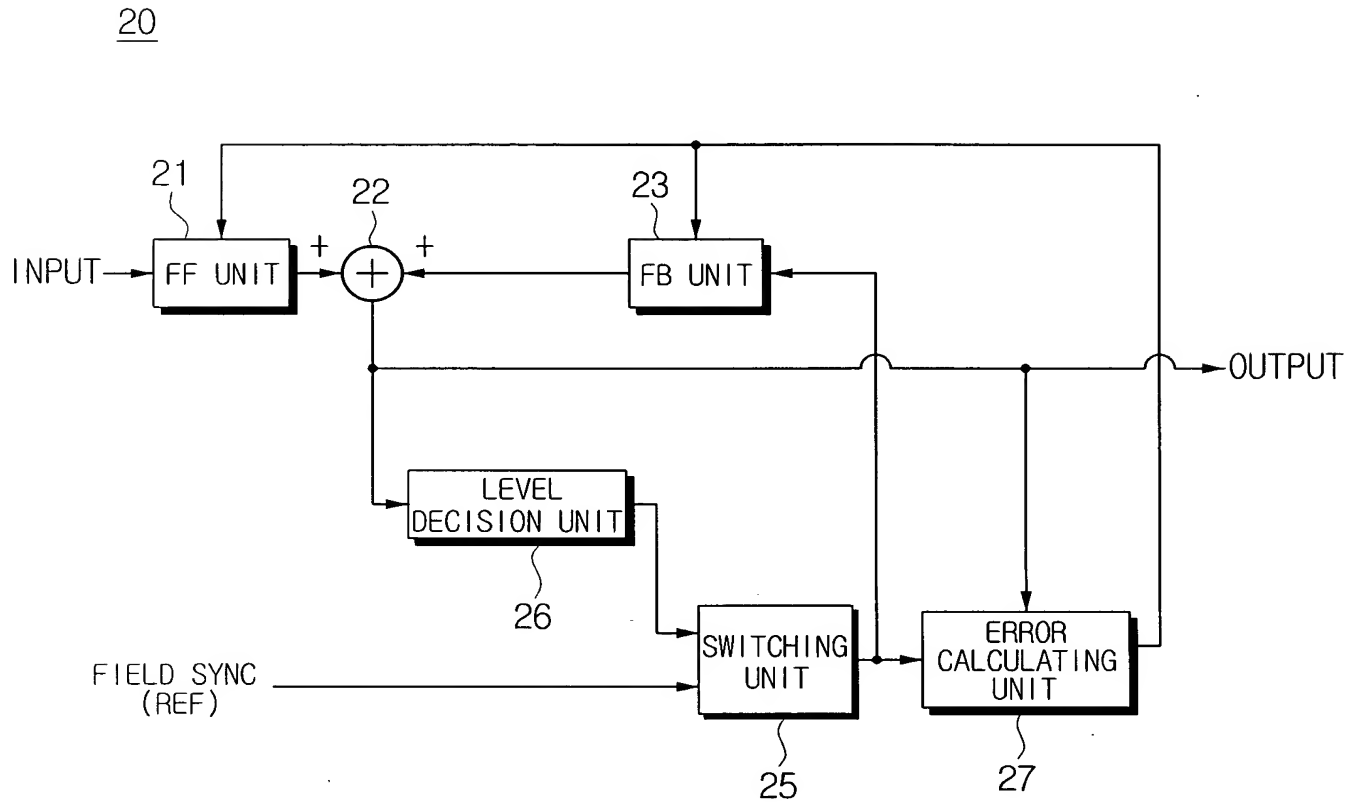 20
21
22
23
INPUT
FF UNIT
+
+
+
FB UNIT
OUTPUT
LEVEL
DECISION UNIT
26
SWITCHING
UNIT
25
ERROR
CALCULATING
UNIT
27
FIELD SYNC
(REF)